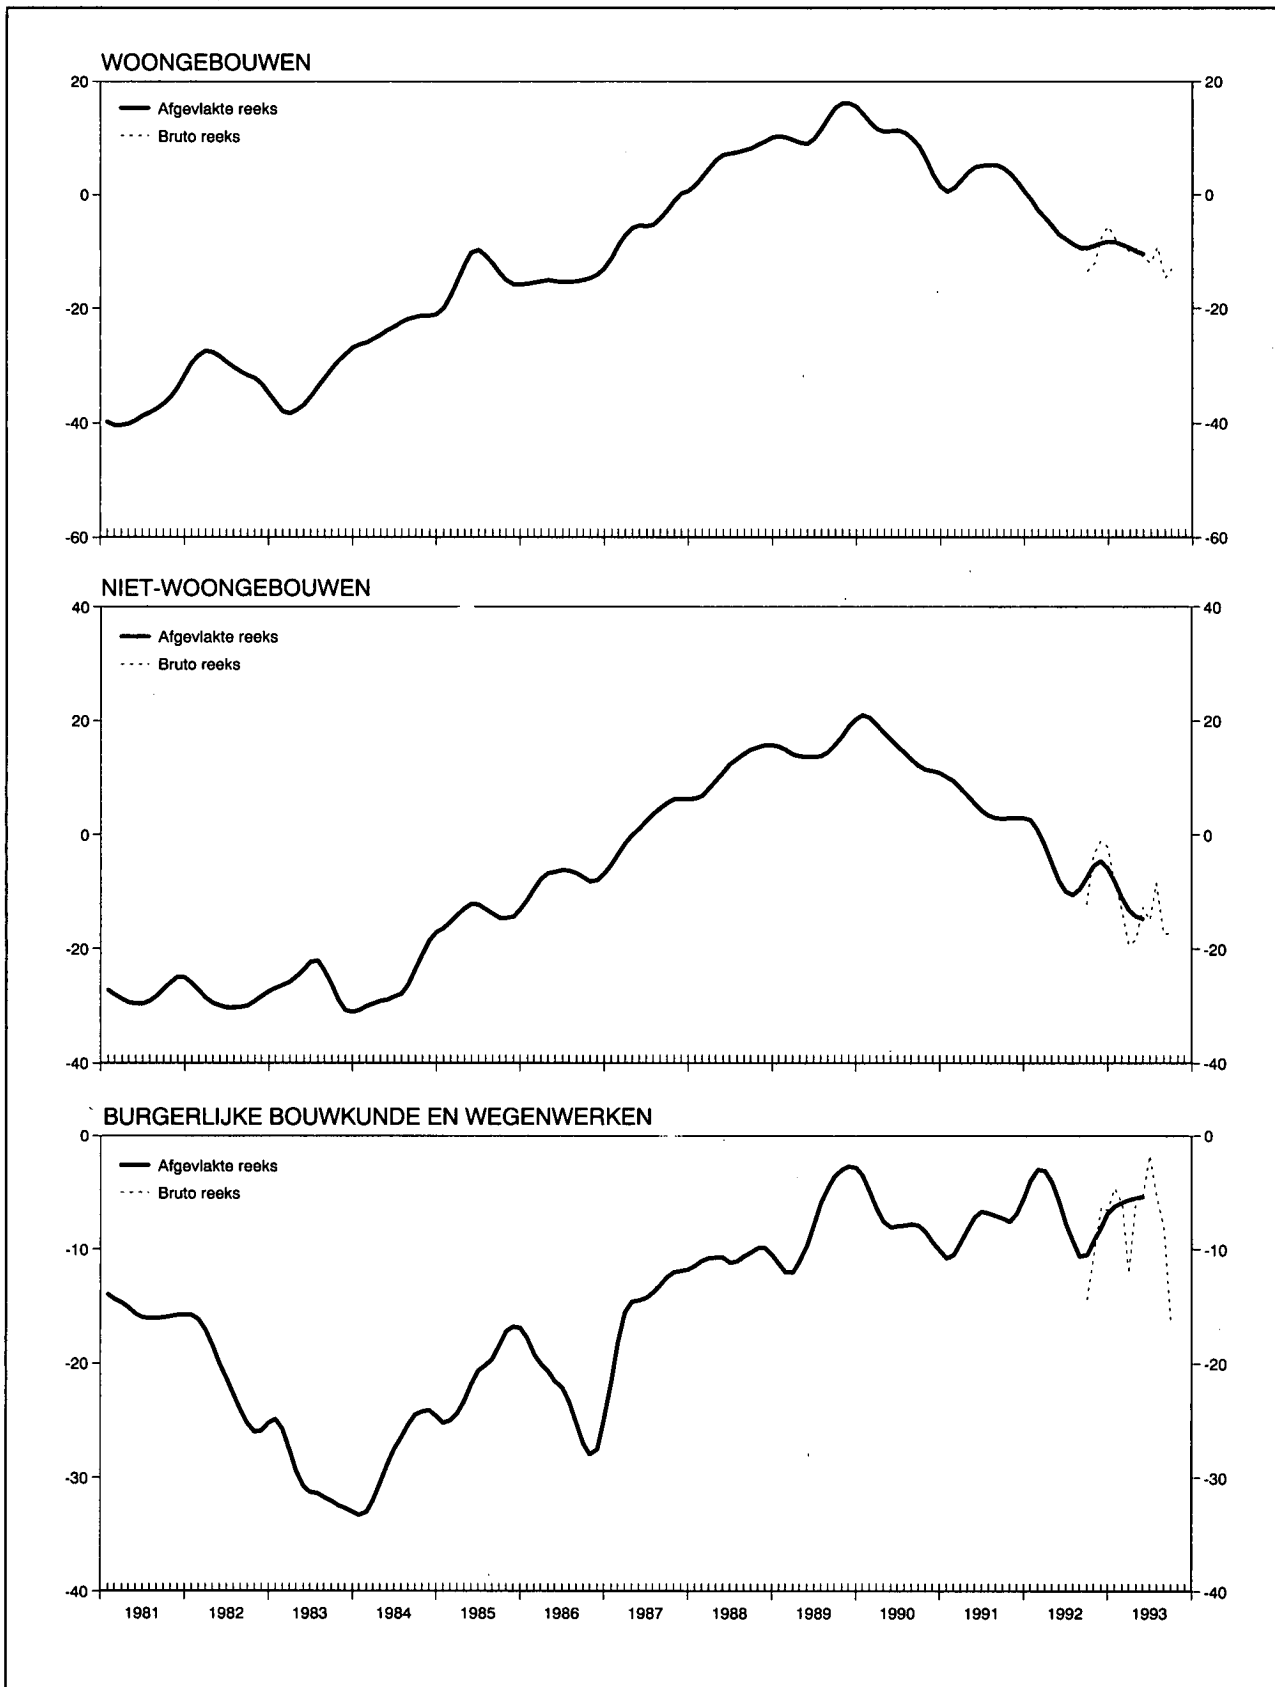 WOONGEBOUWEN
20 20
Afgevlakte reeks
Bruto reeks
0 0
-20 -20
-40 -40
-60 -60
NIET-WOONGEBOUWEN
40 40
Afgevlakte reeks
Bruto reeks
20 20
0 0
-20 -20
-40 -40
BURGERLIJKE BOUWKUNDE EN WEGENWERKEN
0 0
Afgevlakte reeks
Bruto reeks
-10 -10
-20 -20
-30 -30
-40 -40
1981 1982 1983 1984 1985 1986 1987 1988 1989 1990 1991 1992 1993